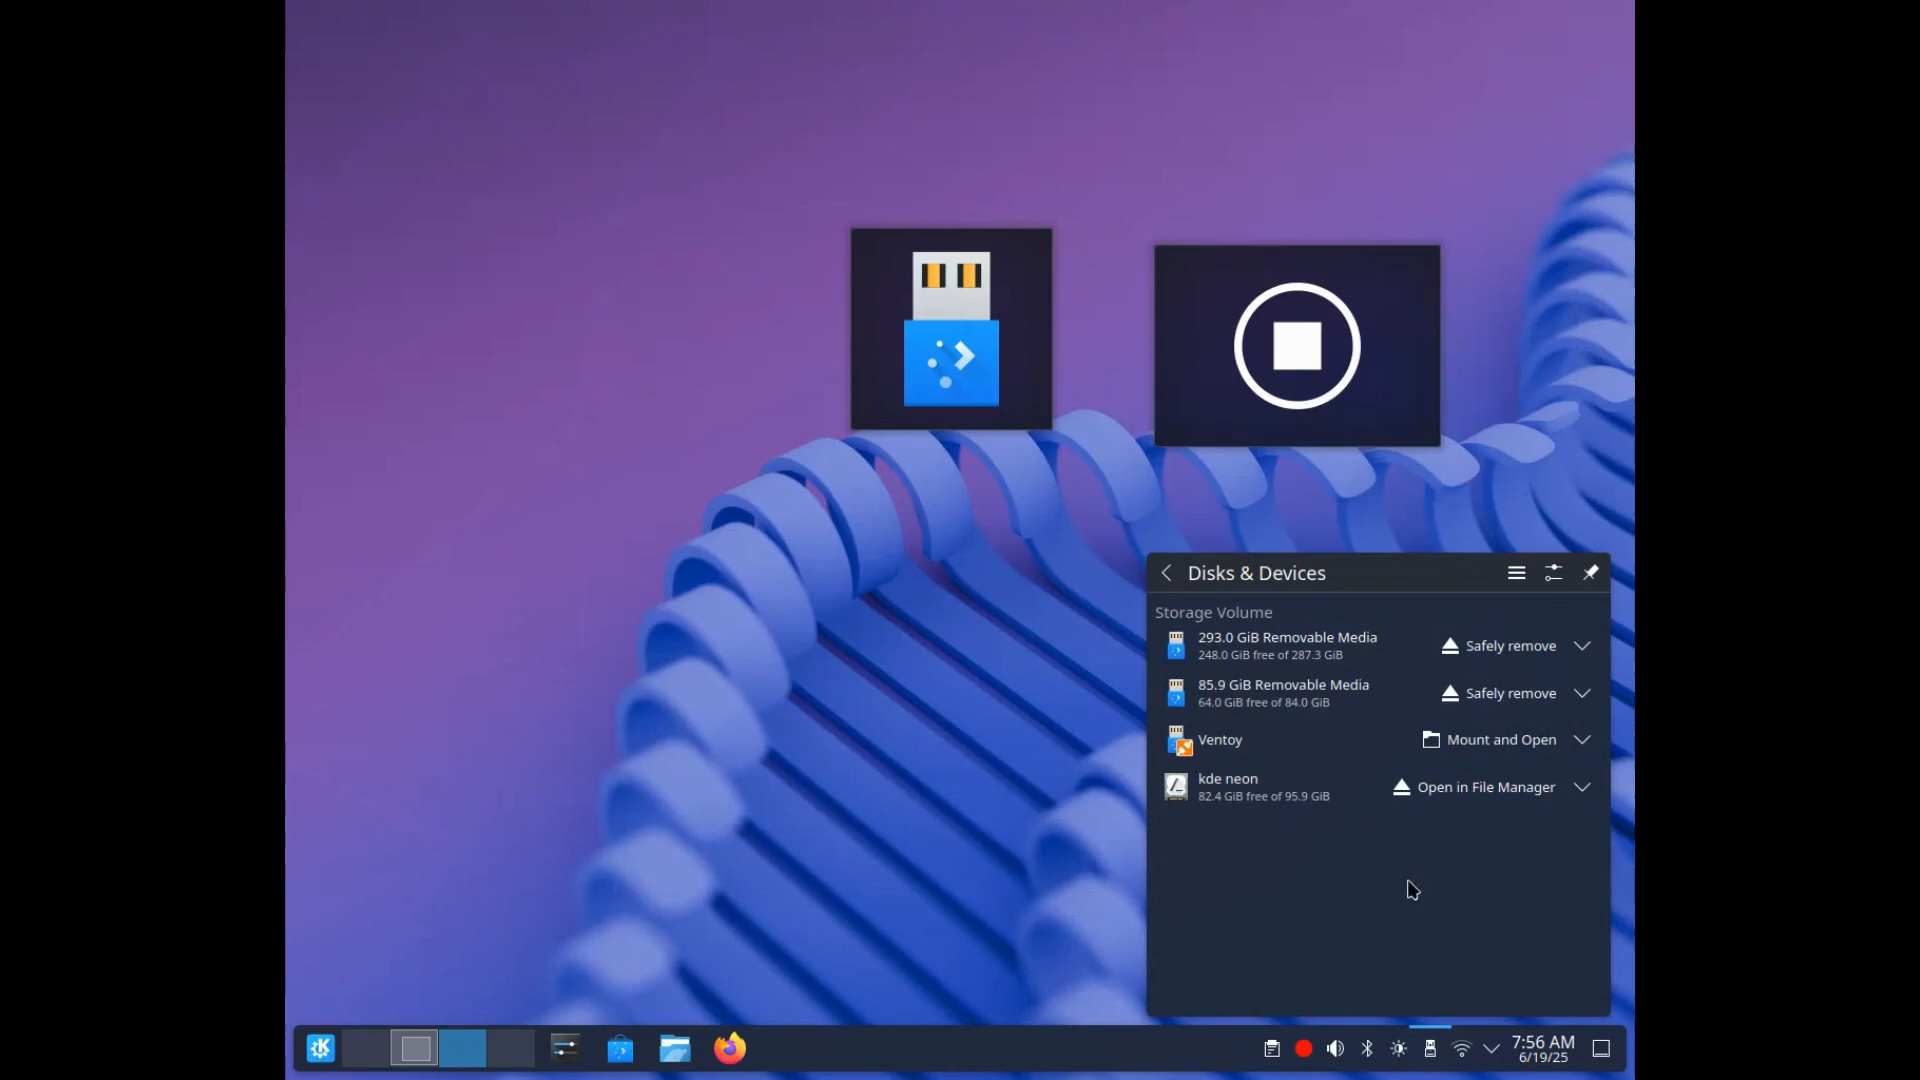 Disks & Devices
Storage Volume
293.0 GiB Removable Media
248.0 GiB free of 287.3 GiB
Safely remove
85.9 GiB Removable Media
64.0 GiB free of 84.0 GiB
Safely remove
Ventoy
Mount and Open
kde neon
82.4 GiB free of 95.9 GiB
Open in File Manager
7:56 AM
6/19/25